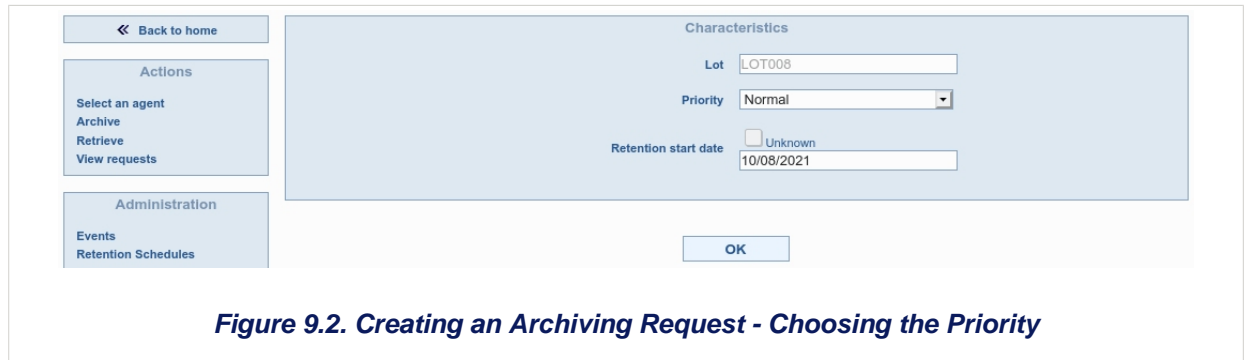 « Back to home
Actions
Select an agent
Archive
Retrieve
View requests
Administration
Events
Retention Schedules
Characteristics
Lot LOT008
Priority Normal
Unknown
Retention start date
10/08/2021
OK
Figure 9.2. Creating an Archiving Request - Choosing the Priority